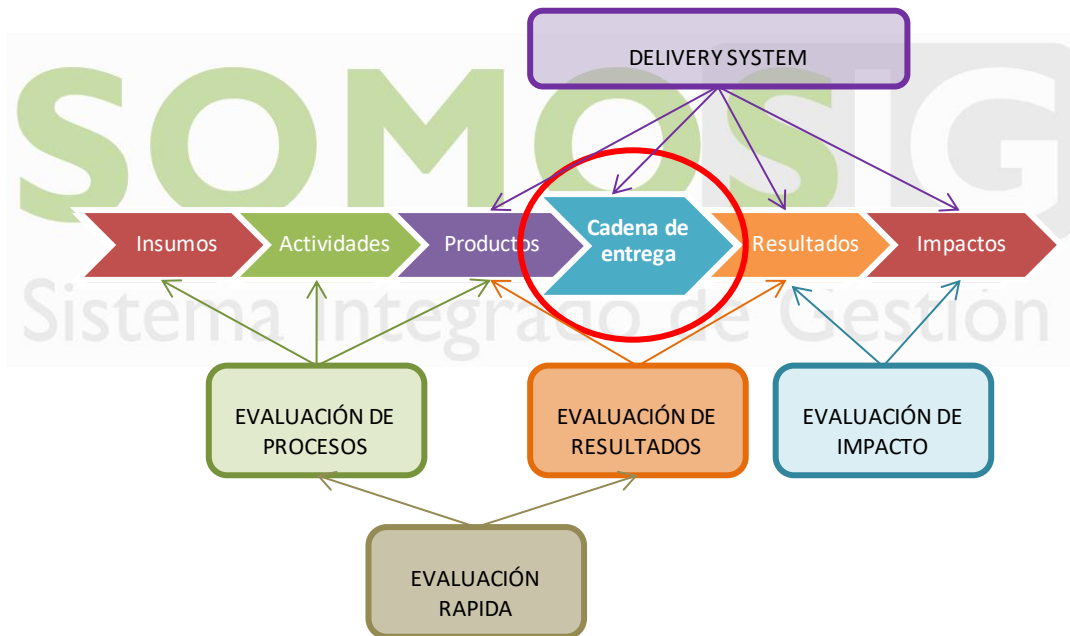 DELIVERY SYSTEM
SOMOSIG
Insumos
Actividades
Productos
Cadena de
entrega
Resultados
Impactos
Sistema Integrado de Gestión
EVALUACIÓN DE
PROCESOS
EVALUACIÓN DE
RESULTADOS
EVALUACIÓN DE
IMPACTO
EVALUACIÓN
RAPIDA